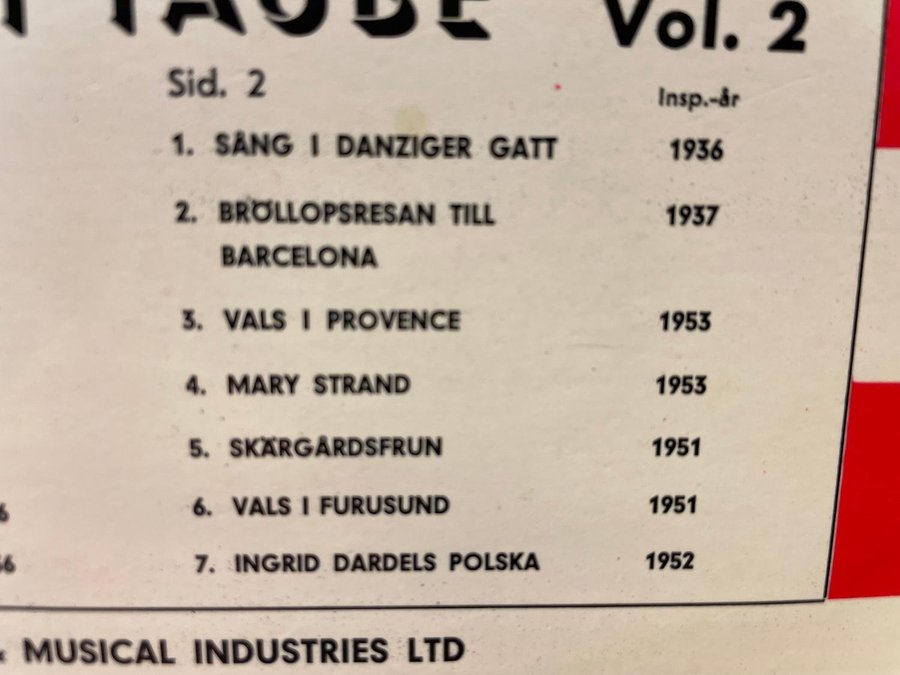 TAUBE Vol. 2
Sid. 2 Insp.-år
1. SÅNG I DANZIGER GATT 1936
2. BRÖLLOPSRESAN TILL 1937
BARCELONA
3. VALS I PROVENCE 1953
4. MARY STRAND 1953
5. SKÄRGÅRDSFRUN 1951
6. VALS I FURUSUND 1951
7. INGRID DARDELS POLSKA 1952
& MUSICAL INDUSTRIES LTD